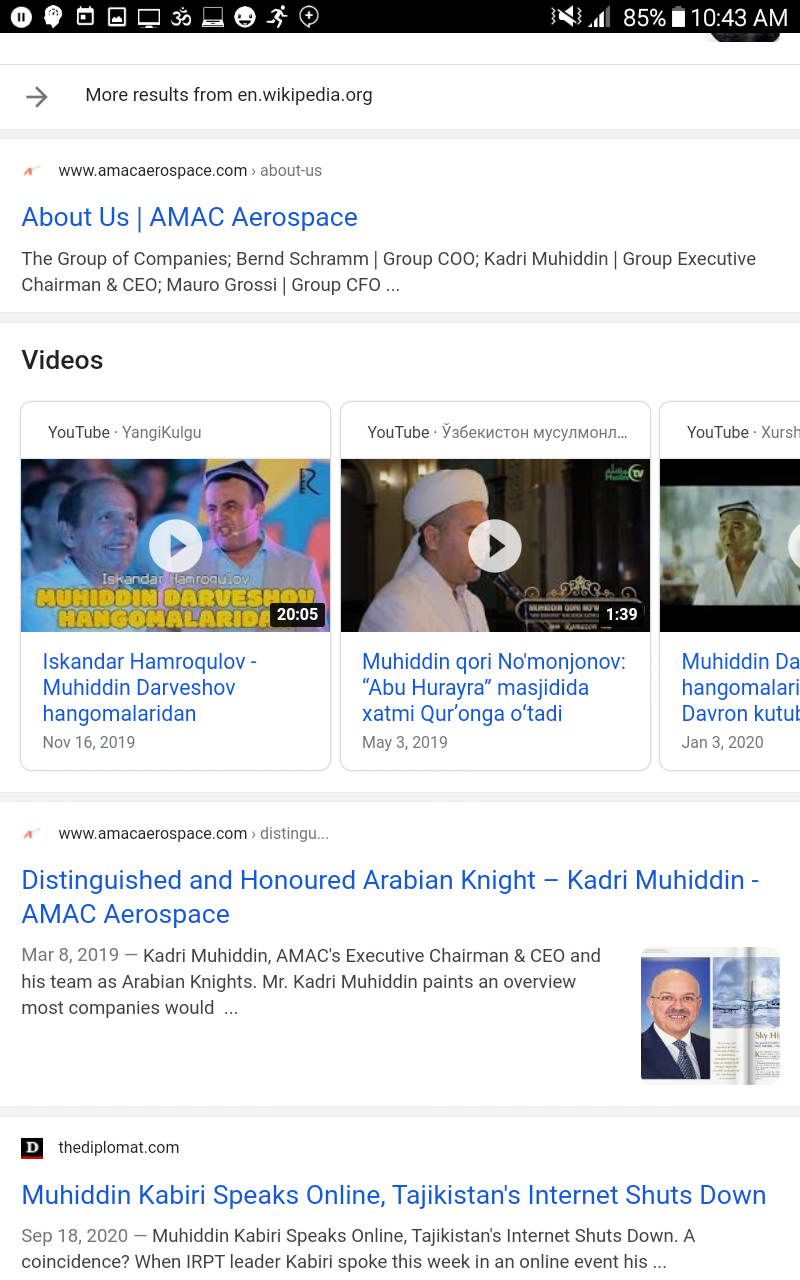 85% 10:43 AM
More results from en.wikipedia.org
www.amacaerospace.com › about-us
About Us | AMAC Aerospace
The Group of Companies; Bernd Schramm | Group COO; Kadri Muhiddin | Group Executive
Chairman & CEO; Mauro Grossi | Group CFO ...
Videos
YouTube · YangiKulgu
Iskandar Hamroqulov
MUHIDDIN DARVESHOV
HANGOMALARIDA
20:05
Iskandar Hamroqulov -
Muhiddin Darveshov
hangomalaridan
Nov 16, 2019
YouTube · Ўзбекистон мусулмонл...
TV
1:39
Muhiddin qori No'monjonov:
“Abu Hurayra” masjidida
xatmi Qurʼonga oʻtadi
May 3, 2019
YouTube · Xursh
Muhiddin Da
hangomalari
Davron kutub
Jan 3, 2020
www.amacaerospace.com › distingu...
Distinguished and Honoured Arabian Knight – Kadri Muhiddin -
AMAC Aerospace
Mar 8, 2019 — Kadri Muhiddin, AMAC's Executive Chairman & CEO and
his team as Arabian Knights. Mr. Kadri Muhiddin paints an overview
most companies would ...
Sky Hi
D thediplomat.com
Muhiddin Kabiri Speaks Online, Tajikistan's Internet Shuts Down
Sep 18, 2020 — Muhiddin Kabiri Speaks Online, Tajikistan's Internet Shuts Down. A
coincidence? When IRPT leader Kabiri spoke this week in an online event his ...